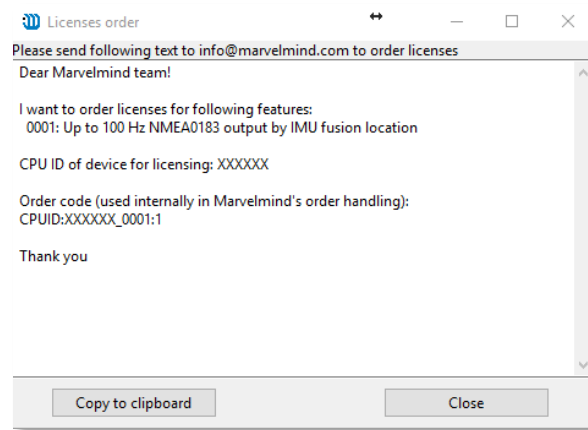 Licenses order
Please send following text to info@marvelmind.com to order licenses
Dear Marvelmind team!
I want to order licenses for following features:
0001: Up to 100 Hz NMEA0183 output by IMU fusion location
CPU ID of device for licensing: XXXXXX
Order code (used internally in Marvelmind's order handling):
CPUID:XXXXXX_0001:1
Thank you
Copy to clipboard
Close